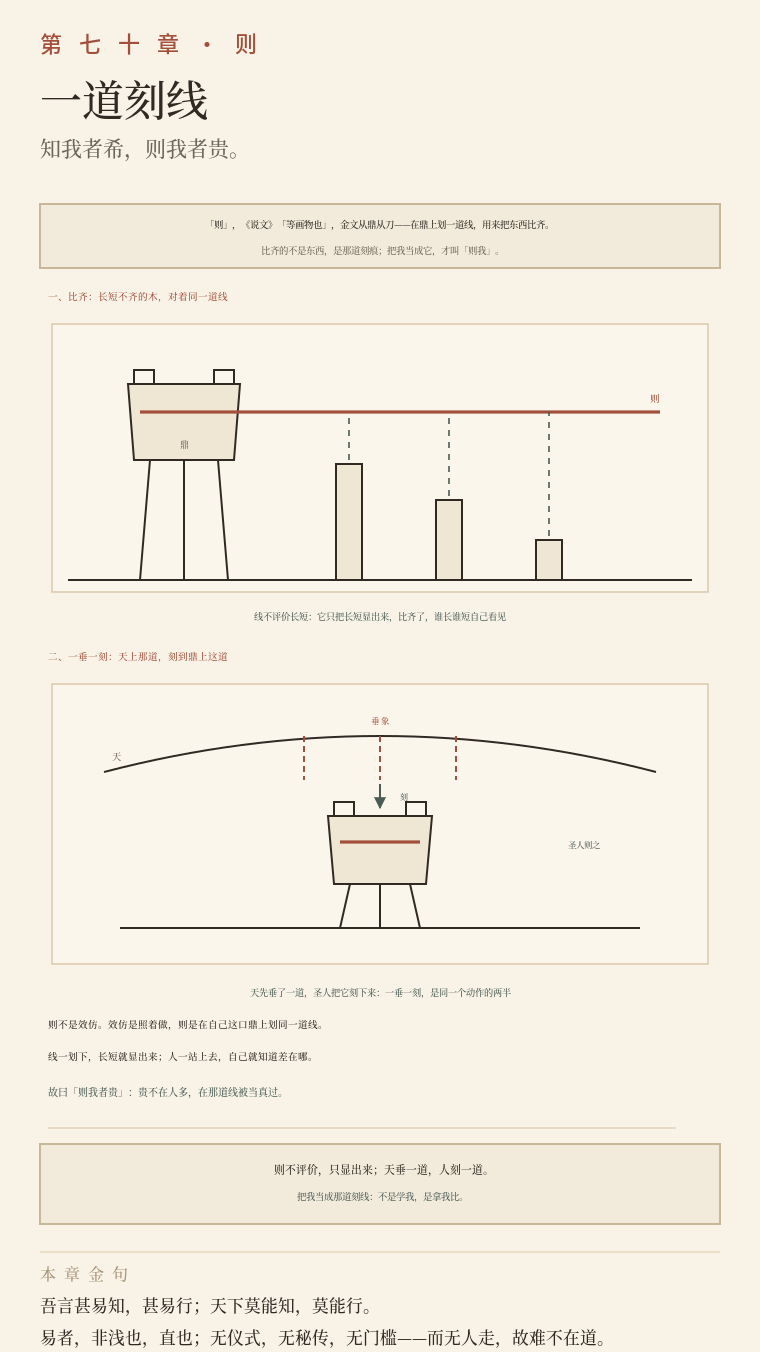 第七十章·则
一道刻线
知我者希，则我者贵。
「则」，《说文》「等画物也」，金文从鼎从刀——在鼎上划一道线，用来把东西比齐。
比齐的不是东西，是那道刻痕；把我当成它，才叫「则我」。
一、比齐：长短不齐的木，对着同一道线
则
鼎
线不评价长短：它只把长短显出来，比齐了，谁长谁短自己看见
二、一垂一刻：天上那道，刻到鼎上这道
垂象
天
刻
圣人则之
天先垂了一道，圣人把它刻下来：一垂一刻，是同一个动作的两半
则不是效仿。效仿是照着做，则是在自己这口鼎上划同一道线。
线一划下，长短就显出来；人一站上去，自己就知道差在哪。
故曰「则我者贵」：贵不在人多，在那道线被当真过。
则不评价，只显出来；天垂一道，人刻一道。
把我当成那道刻线：不是学我，是拿我比。
本章金句
吾言甚易知，甚易行；天下莫能知，莫能行。
易者，非浅也，直也；无仪式，无秘传，无门槛——而无人走，故难不在道。